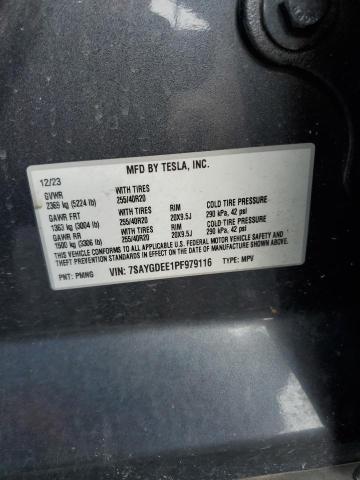 MFD BY TESLA, INC.
12/23
GVWR WITH TIRES RIM COLD TIRE PRESSURE
2369 kg (5224 lb) 255/40R20
GAWR FRT WITH TIRES RIM COLD TIRE PRESSURE
1363 kg (3004 lb) 255/40R20 20X9.5J 290 kPa, 42 psi
GAWR RR WITH TIRES RIM COLD TIRE PRESSURE
1500 kg (3306 lb) 255/40R20 20X9.5J 290 kPa, 42 psi
THIS VEHICLE CONFORMS TO ALL APPLICABLE U.S. FEDERAL MOTOR VEHICLE SAFETY AND
THEFT PREVENTION STANDARDS IN EFFECT ON THE DATE OF MANUFACTURE SHOWN ABOVE.
PNT: PMNG VIN: 7SAYGDEE1PF979116 TYPE: MPV